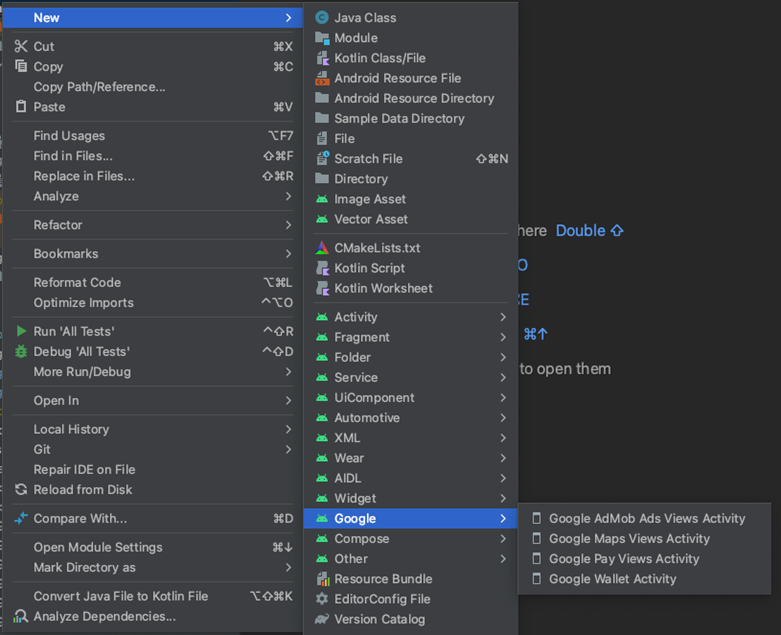 New
Cut ⌘X
Copy ⌘C
Copy Path/Reference...
Paste ⌘V
Find Usages ⌥F7
Find in Files... ⇧⌘F
Replace in Files... ⇧⌘R
Analyze
Refactor
Bookmarks
Reformat Code ⌥⌘L
Optimize Imports ^⌥O
Run 'All Tests' ^⇧R
Debug 'All Tests' ^⇧D
More Run/Debug
Open In
Local History
Git
Repair IDE on File
Reload from Disk
Compare With... ⌘D
Open Module Settings ⌘↓
Mark Directory as
Convert Java File to Kotlin File ⌥⇧⌘K
Analyze Dependencies...
Java Class
Module
Kotlin Class/File
Android Resource File
Android Resource Directory
Sample Data Directory
File
Scratch File ⇧⌘N
Directory
Image Asset
Vector Asset
CMakeLists.txt
Kotlin Script
Kotlin Worksheet
Activity
Fragment
Folder
Service
UiComponent
Automotive
XML
Wear
AIDL
Widget
Google
Compose
Other
Resource Bundle
EditorConfig File
Version Catalog
here Double ⇧
O
E
⌘↑
to open them
Google AdMob Ads Views Activity
Google Maps Views Activity
Google Pay Views Activity
Google Wallet Activity